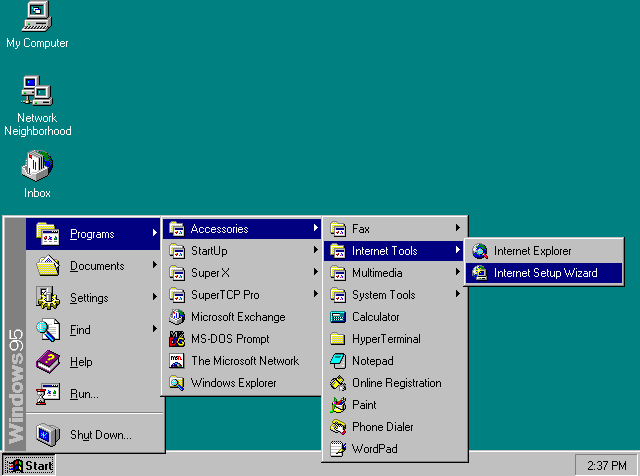 My Computer
Network
Neighborhood
Inbox
Windows95
Programs
Documents
Settings
Find
Help
Run...
Shut Down...
Accessories
StartUp
Super X
SuperTCP Pro
Microsoft Exchange
MS-DOS Prompt
The Microsoft Network
Windows Explorer
Fax
Internet Tools
Multimedia
System Tools
Calculator
HyperTerminal
Notepad
Online Registration
Paint
Phone Dialer
WordPad
Internet Explorer
Internet Setup Wizard
Start
2:37 PM